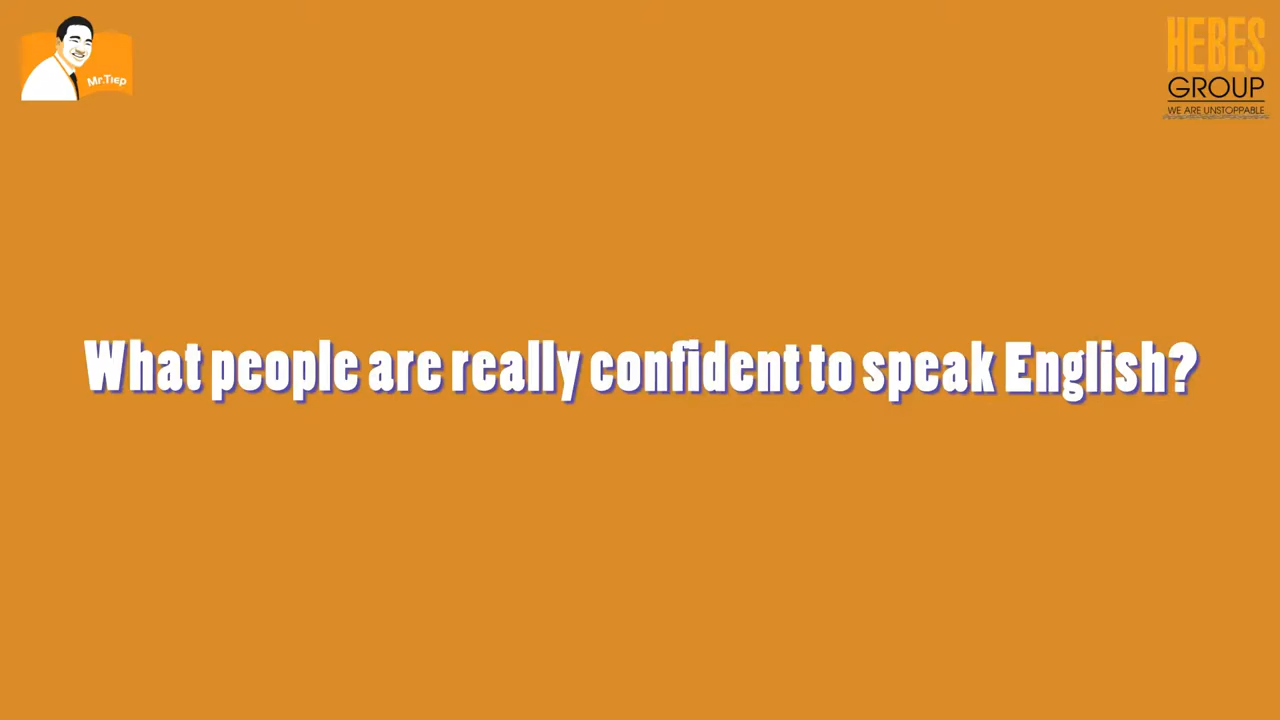 Mr.Tiep
HEBES
GROUP
WE ARE UNSTOPPABLE
What people are really confident to speak English?